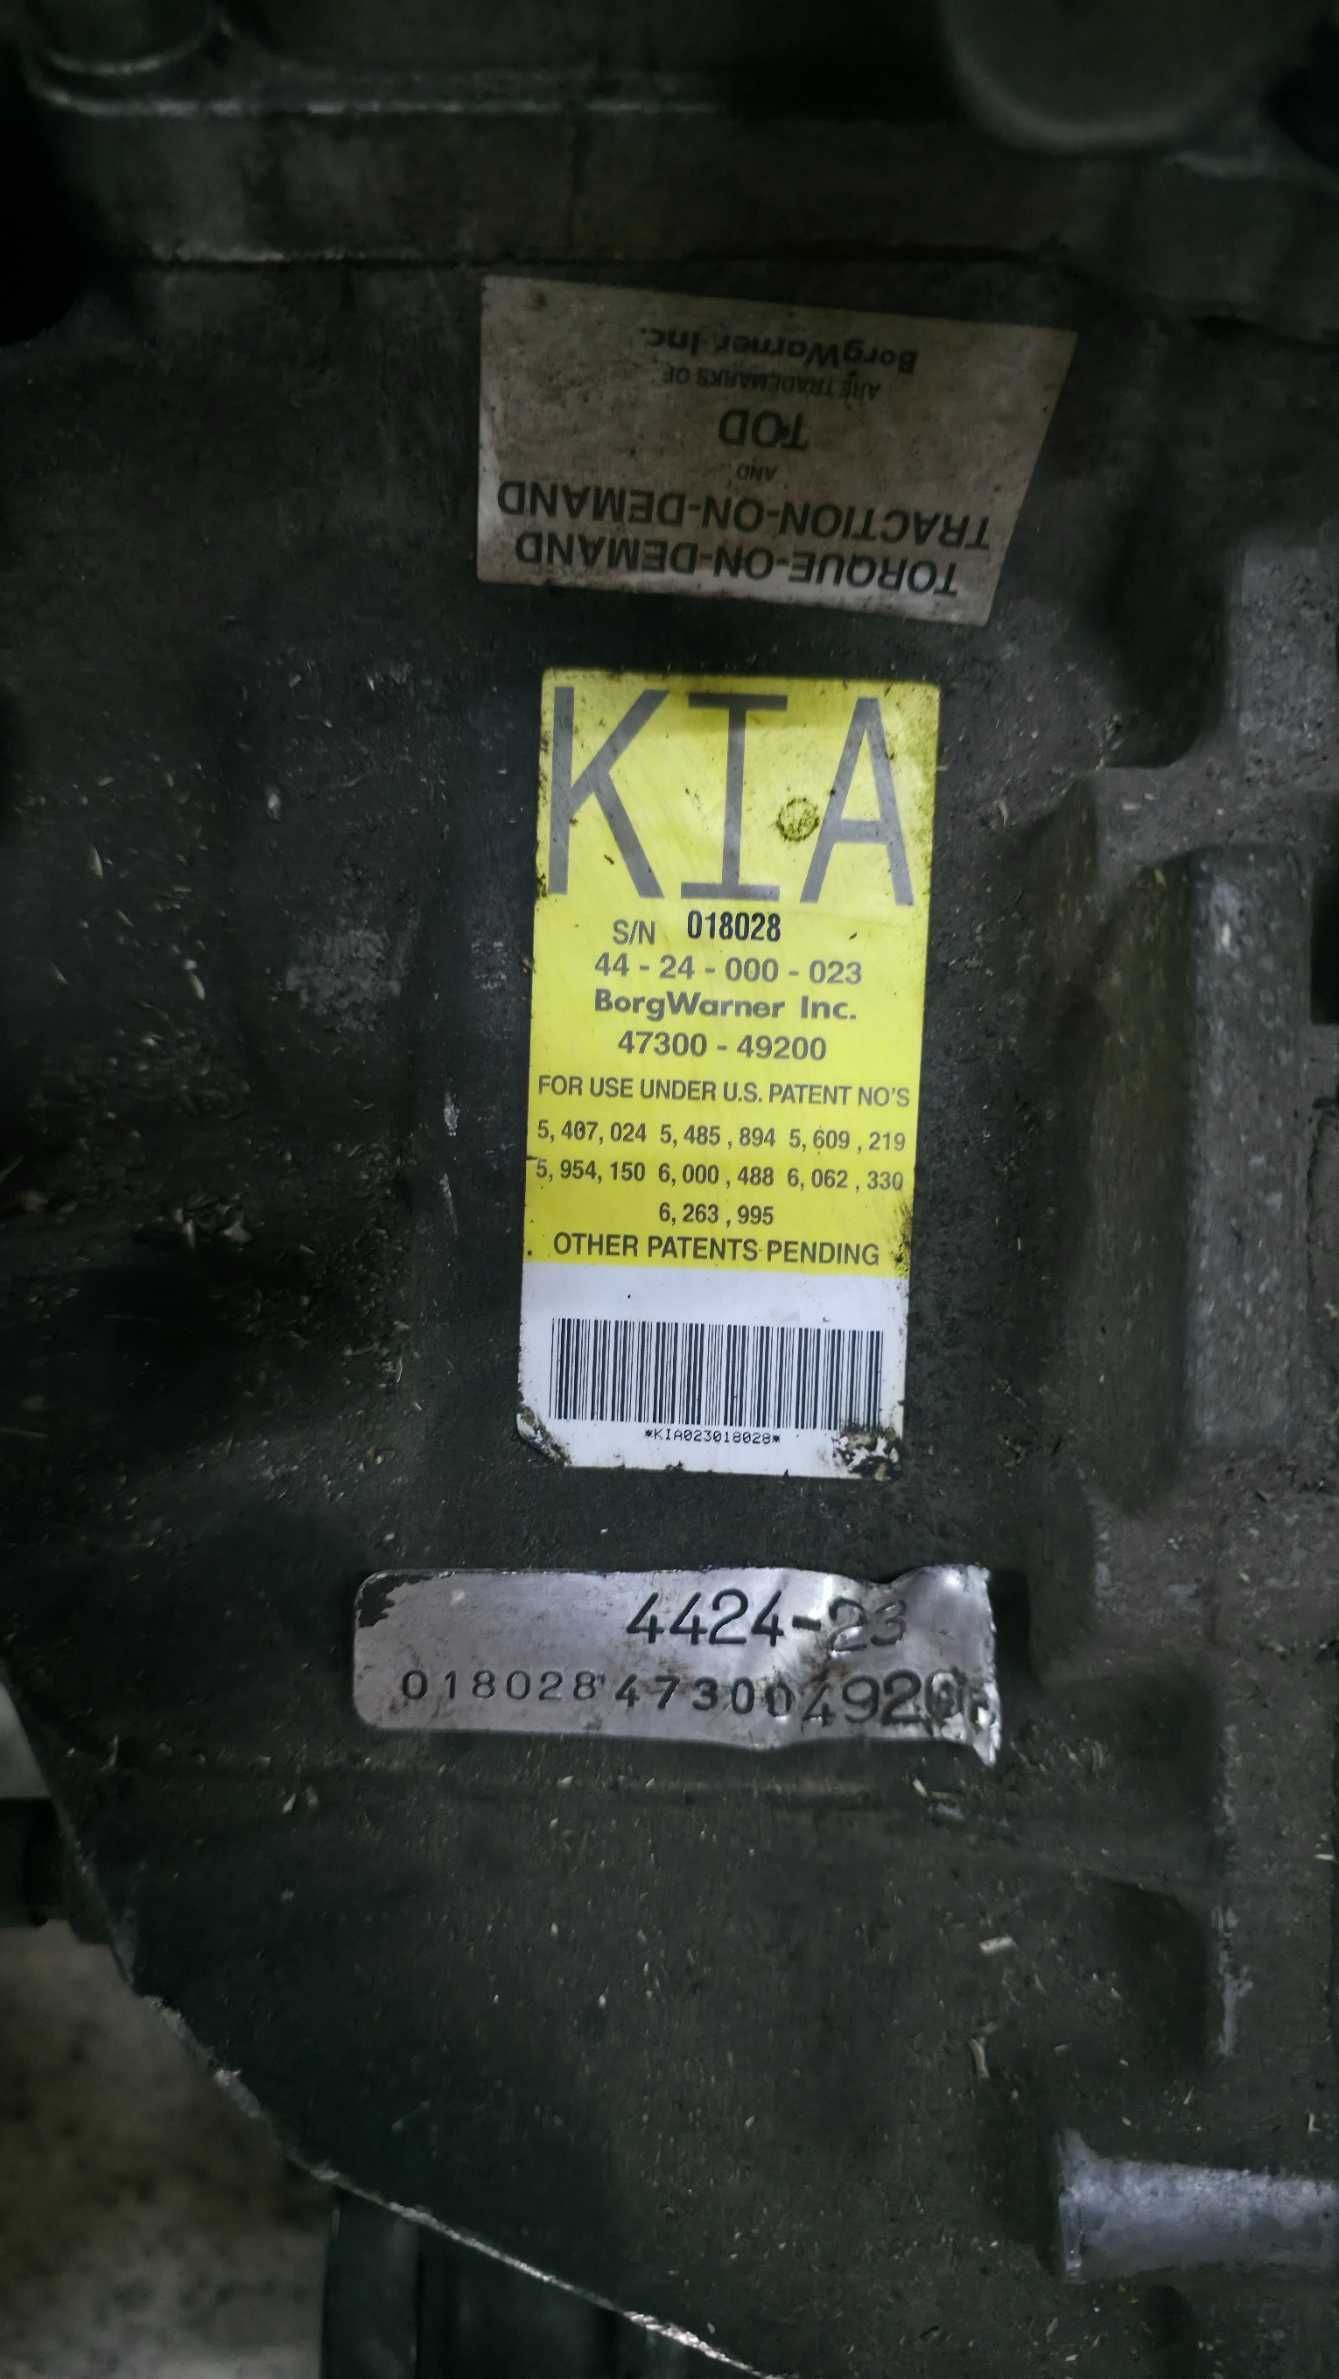 TORQUE-ON-DEMAND
TRACTION-ON-DEMAND
AND
TOD
ARE TRADEMARKS OF
BorgWarner Inc.
KIA
S/N 018028
44 - 24 - 000 - 023
BorgWarner Inc.
47300 - 49200
FOR USE UNDER U.S. PATENT NO'S
5, 407, 024 5, 485 , 894 5, 609 , 219
5, 954, 150 6, 000 , 488 6, 062 , 330
6, 263 , 995
OTHER PATENTS PENDING
*KIA023018028*
4424-23
018028 47300